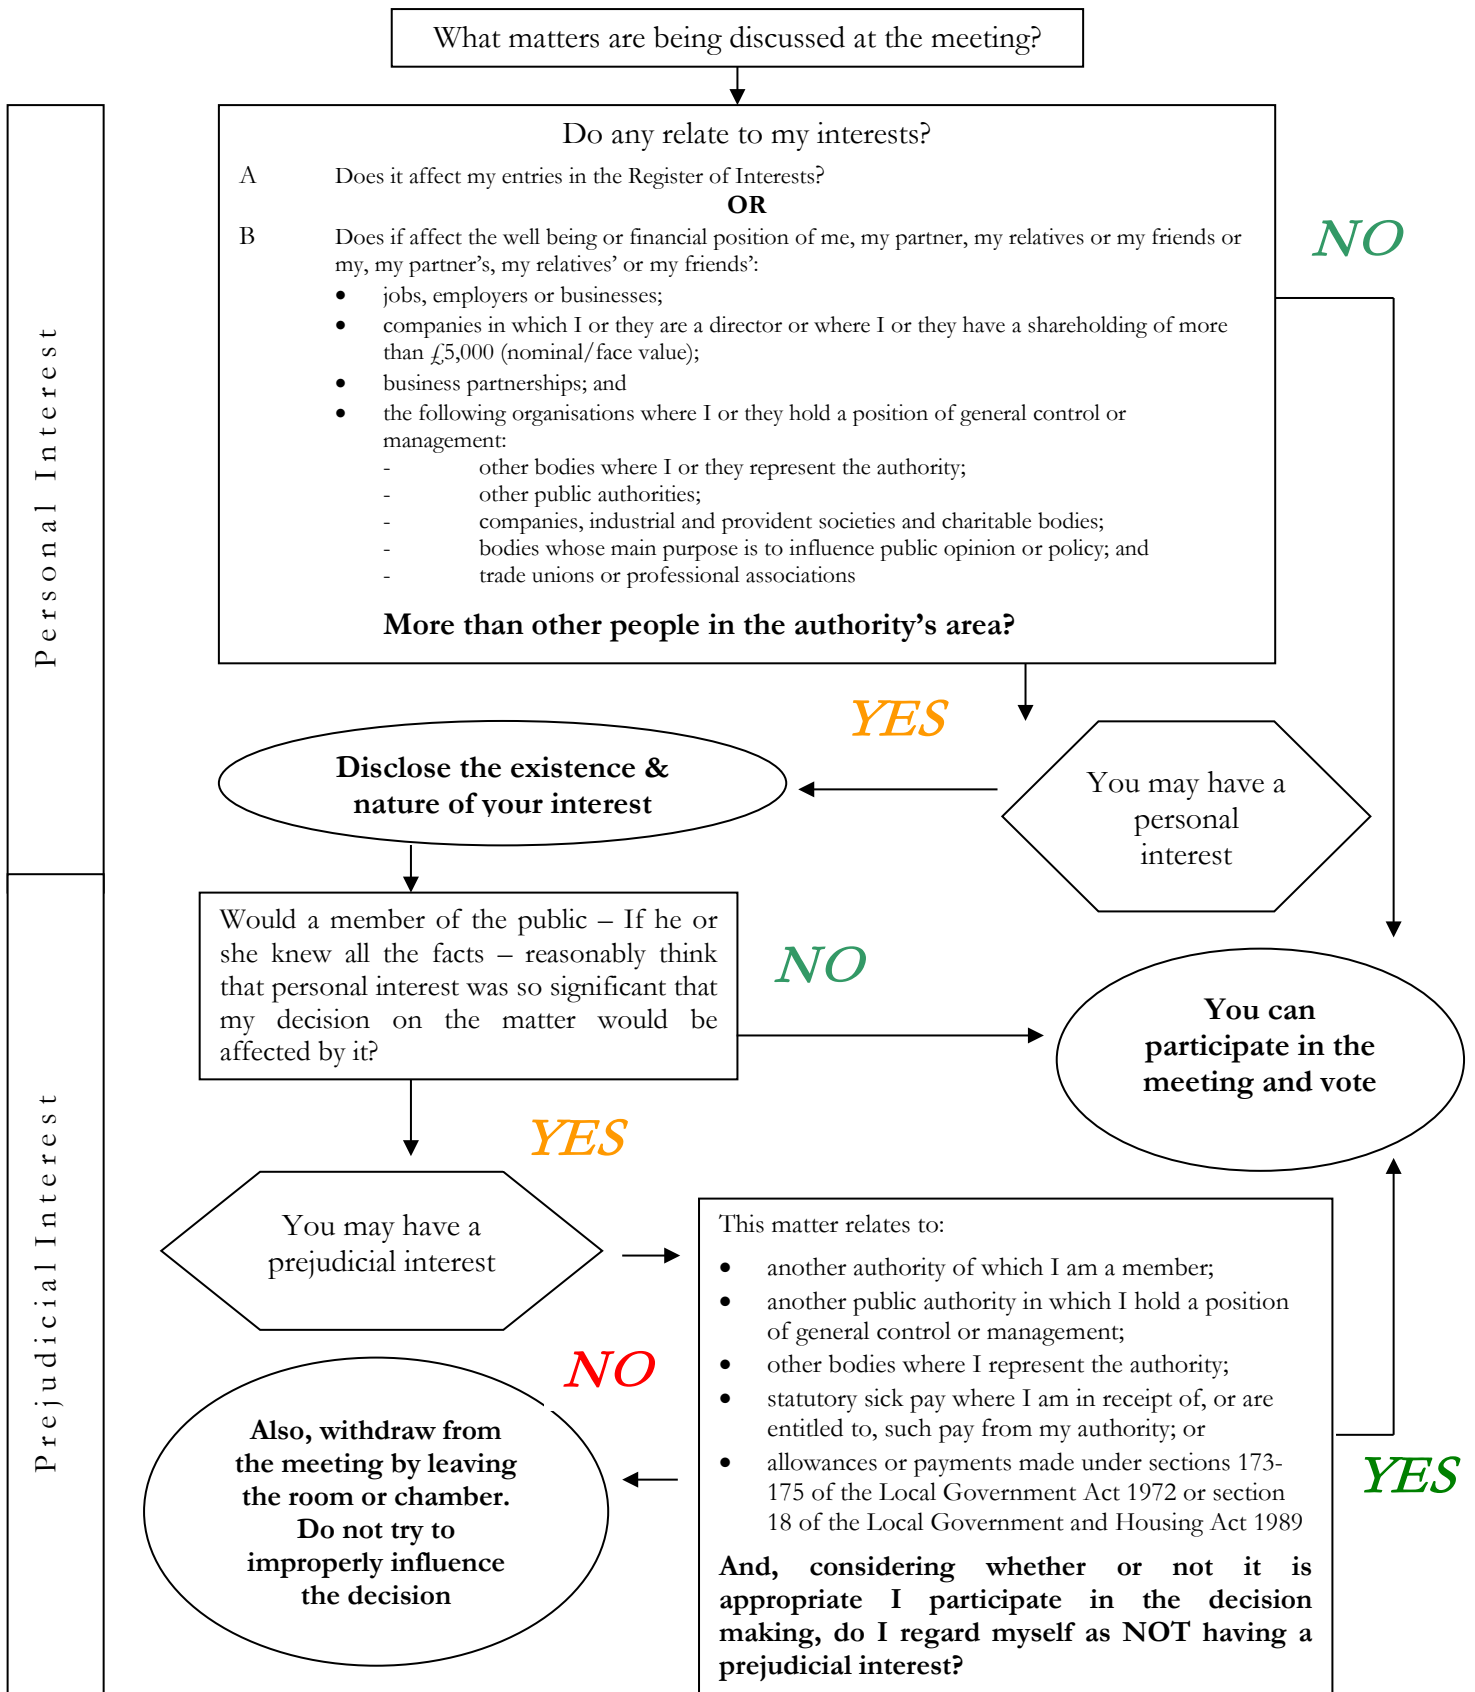 What matters are being discussed at the meeting?
Personal Interest
Do any relate to my interests?
A Does it affect my entries in the Register of Interests?
OR
B Does if affect the well being or financial position of me, my partner, my relatives or my friends or
my, my partner's, my relatives' or my friends':
• jobs, employers or businesses;
• companies in which I or they are a director or where I or they have a shareholding of more
than £5,000 (nominal/face value);
• business partnerships; and
• the following organisations where I or they hold a position of general control or
management:
- other bodies where I or they represent the authority;
- other public authorities;
- companies, industrial and provident societies and charitable bodies;
- bodies whose main purpose is to influence public opinion or policy; and
- trade unions or professional associations
More than other people in the authority's area?
NO
YES
You may have a
personal
interest
Disclose the existence &
nature of your interest
Prejudicial Interest
Would a member of the public – If he or
she knew all the facts – reasonably think
that personal interest was so significant that
my decision on the matter would be
affected by it?
NO
You can
participate in the
meeting and vote
YES
You may have a
prejudicial interest
This matter relates to:
• another authority of which I am a member;
• another public authority in which I hold a position
of general control or management;
• other bodies where I represent the authority;
• statutory sick pay where I am in receipt of, or are
entitled to, such pay from my authority; or
• allowances or payments made under sections 173-
175 of the Local Government Act 1972 or section
18 of the Local Government and Housing Act 1989
And, considering whether or not it is
appropriate I participate in the decision
making, do I regard myself as NOT having a
prejudicial interest?
YES
NO
Also, withdraw from
the meeting by leaving
the room or chamber.
Do not try to
improperly influence
the decision